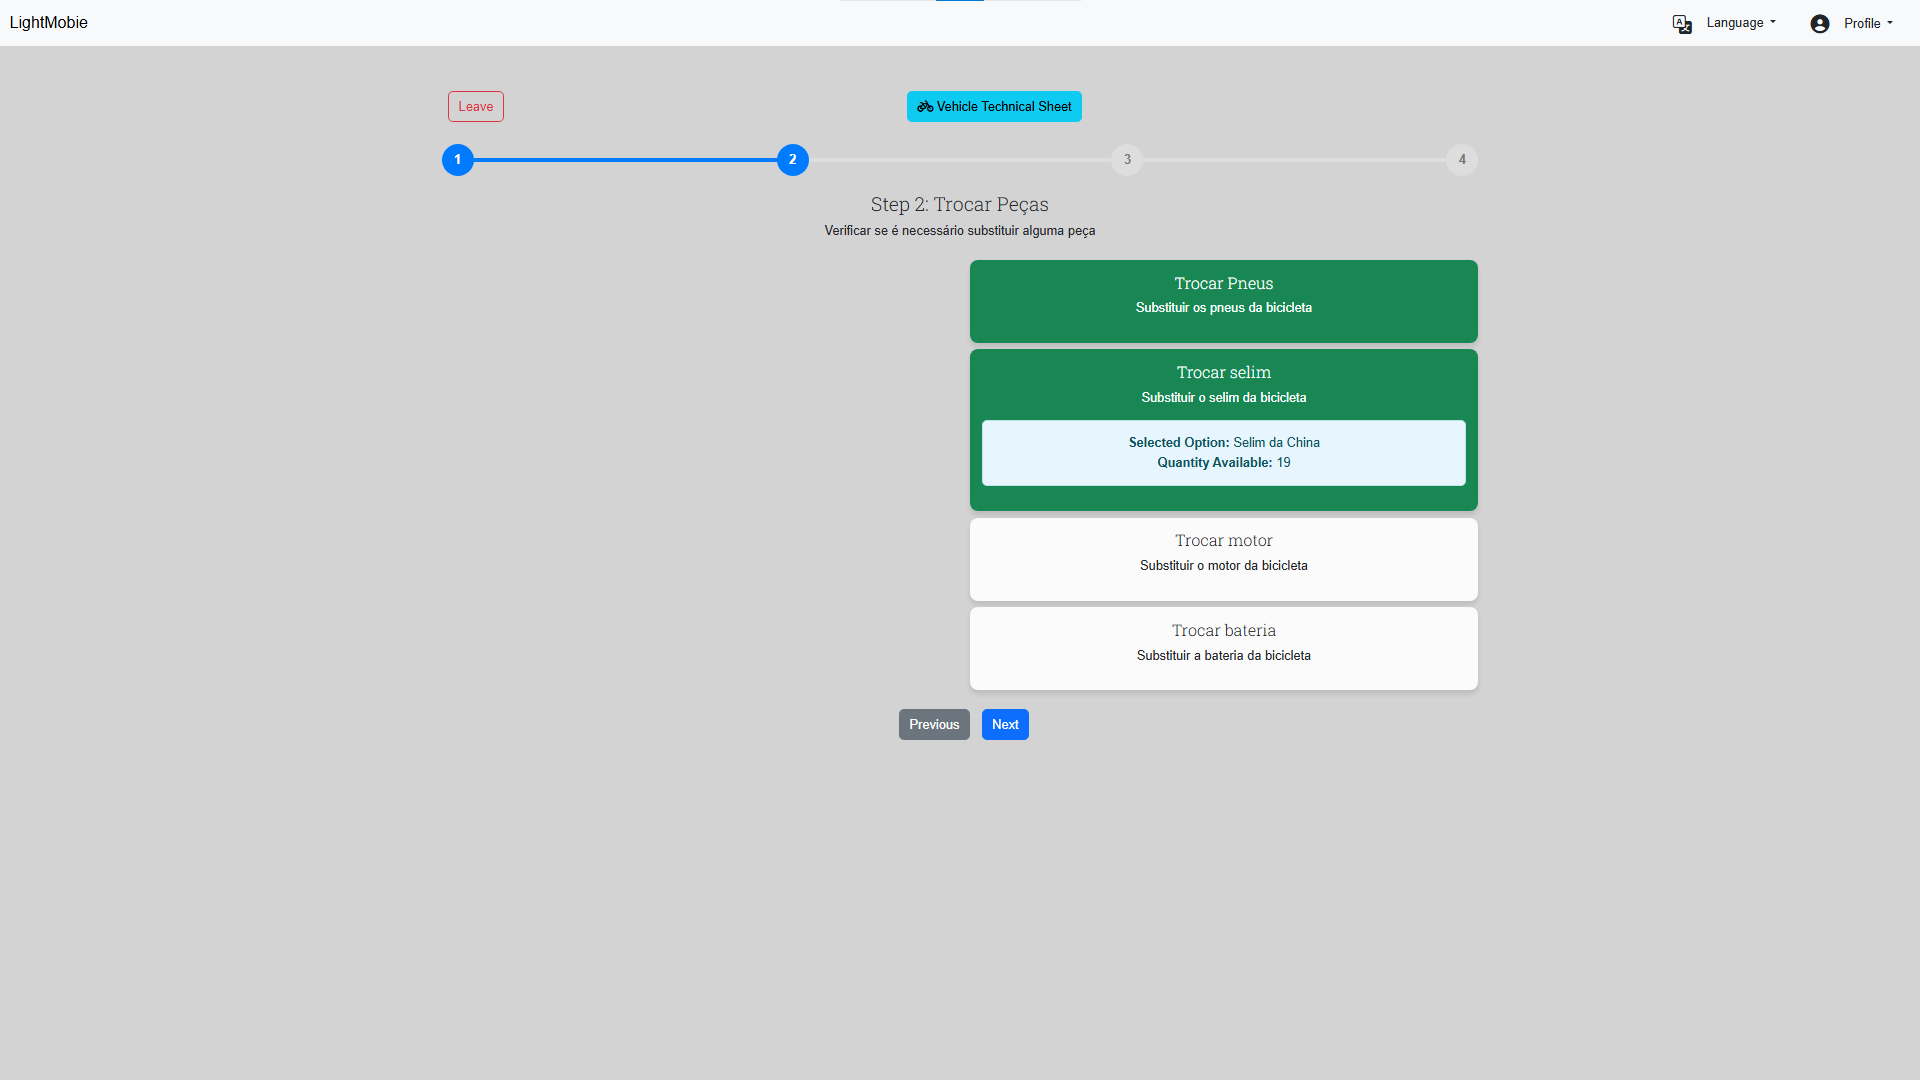 LightMobie
Language
Profile
Leave
Vehicle Technical Sheet
1
2
3
4
Step 2: Trocar Peças
Verificar se é necessário substituir alguma peça
Trocar Pneus
Substituir os pneus da bicicleta
Trocar selim
Substituir o selim da bicicleta
Selected Option: Selim da China
Quantity Available: 19
Trocar motor
Substituir o motor da bicicleta
Trocar bateria
Substituir a bateria da bicicleta
Previous
Next